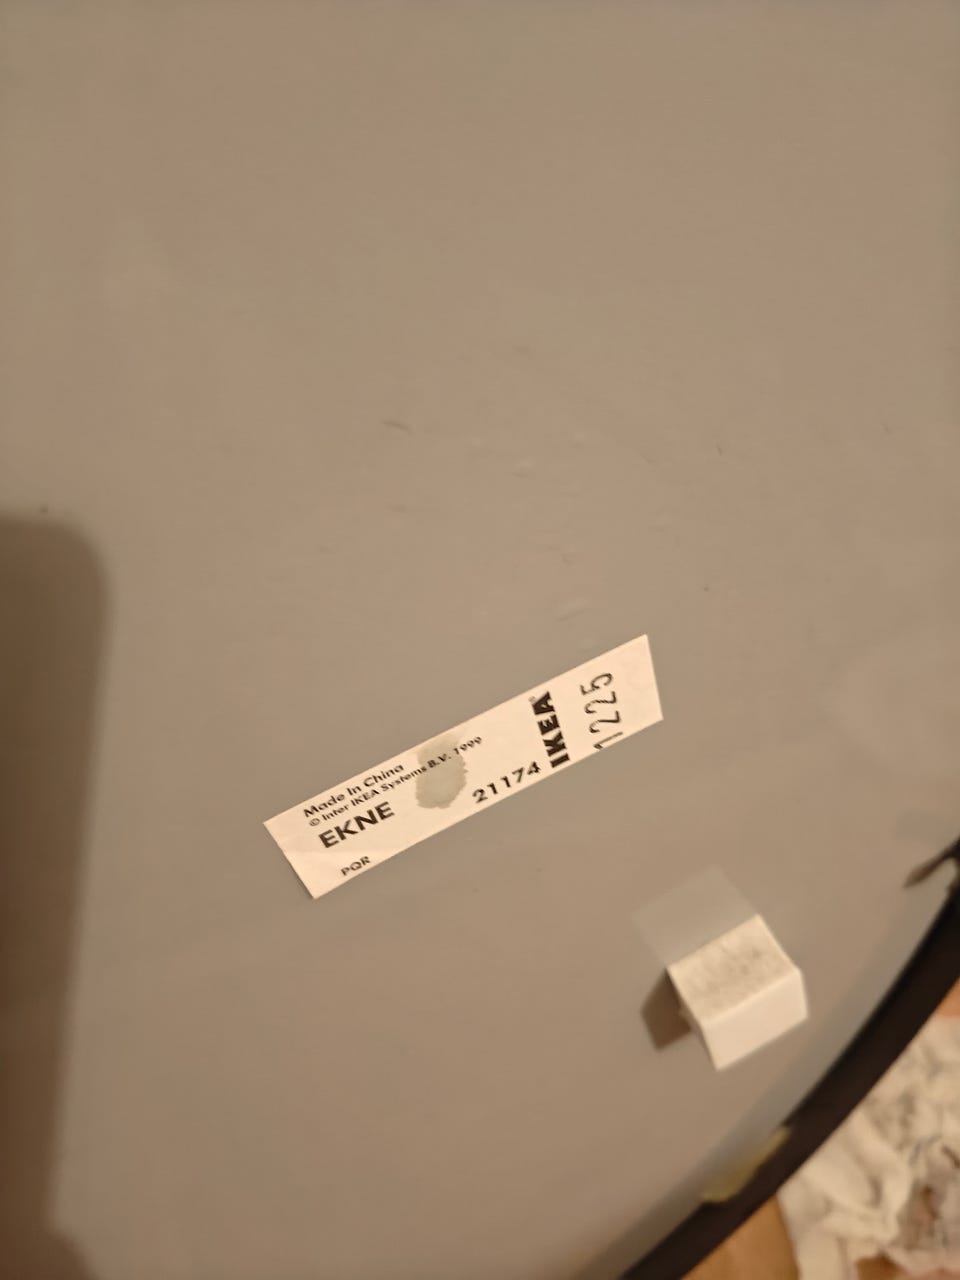 Made in China
© Inter IKEA Systems B.V. 1999
EKNE
21174
PQR
IKEA®
1225